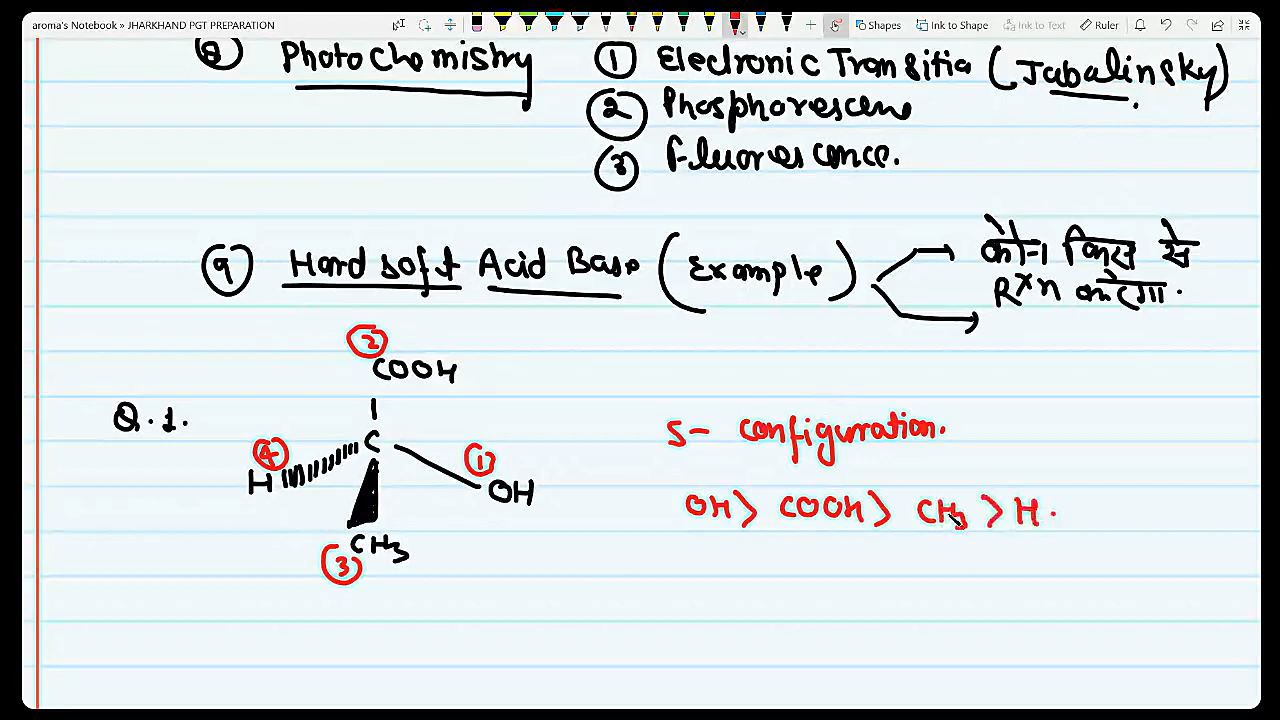 aroma's Notebook » JHARKHAND PGT PREPARATION
Shapes Ink to Shape Ink to Text Ruler
⑧ Photochemistry
① Electronic Transitio (Jabalinsky)
② Phosphorescene
③ Fluorescence.
⑨ Hard soft Acid Base (Example)
कौन किस से
Rxn करेगा.
②
COOH
Q.1.
C
④
H
①
OH
CH3
③
S- configuration.
OH > COOH > CH3 > H.